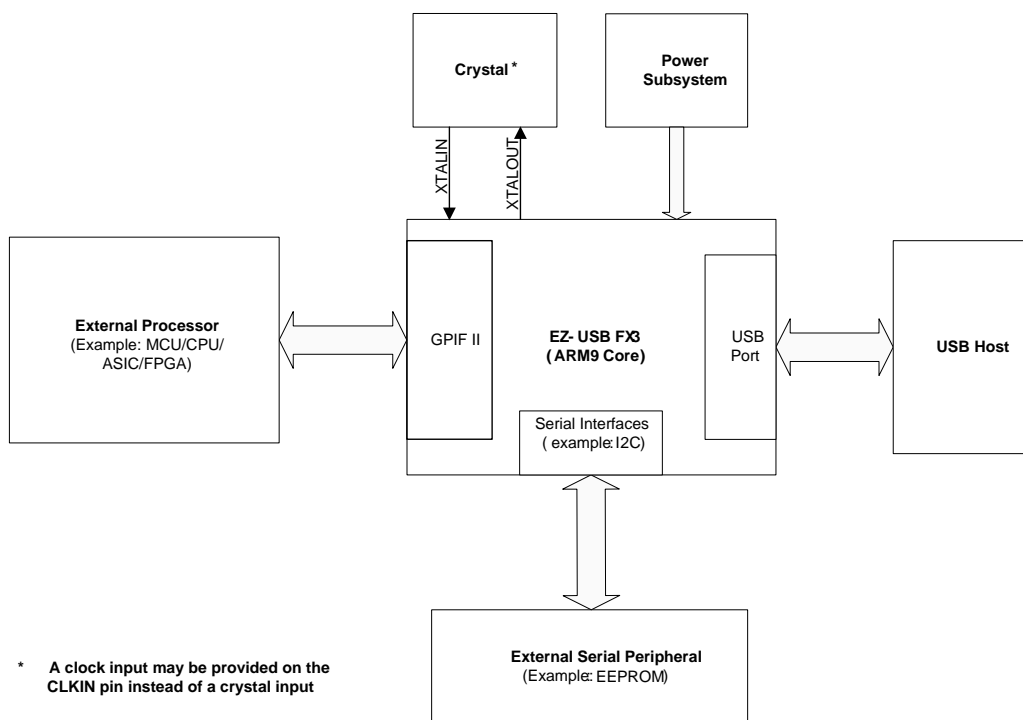 Crystal *
Power
Subsystem
XTALIN
XTALOUT
External Processor
(Example: MCU/CPU/
ASIC/FPGA)
GPIF II
EZ- USB FX3
( ARM9 Core)
USB
Port
USB Host
Serial Interfaces
( example: I2C)
External Serial Peripheral
(Example: EEPROM)
* A clock input may be provided on the
CLKIN pin instead of a crystal input